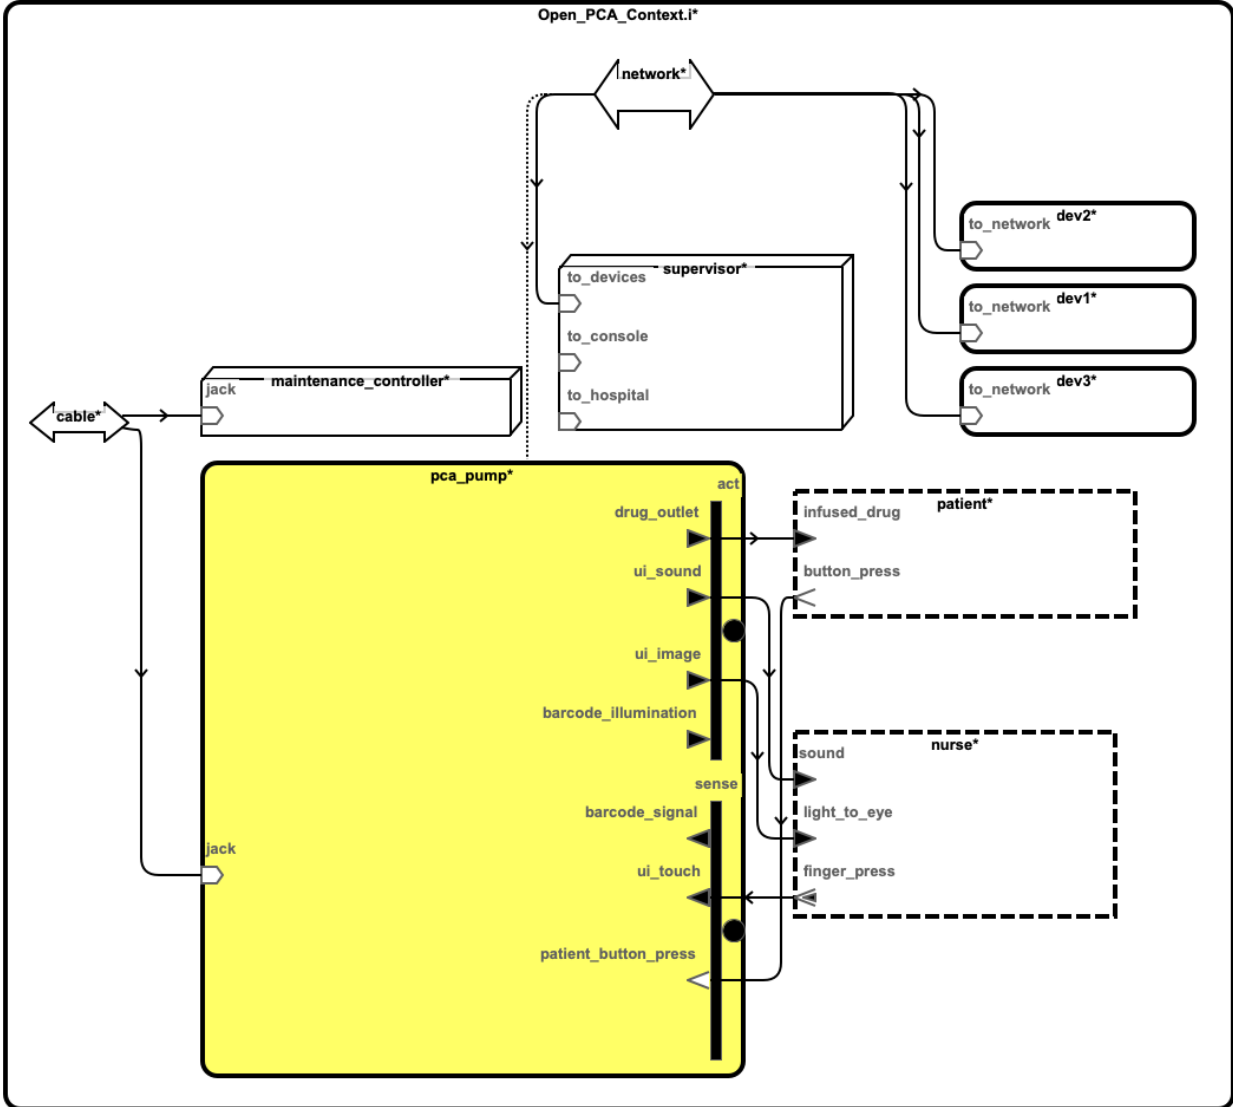 Open_PCA_Context.i*
network*
dev2*
to_network
supervisor*
to_devices
dev1*
to_network
to_console
maintenance_controller*
jack
dev3*
to_network
to_hospital
cable*
pca_pump*
act
drug_outlet
ui_sound
ui_image
barcode_illumination
sense
barcode_signal
ui_touch
patient_button_press
jack
patient*
infused_drug
button_press
nurse*
sound
light_to_eye
finger_press